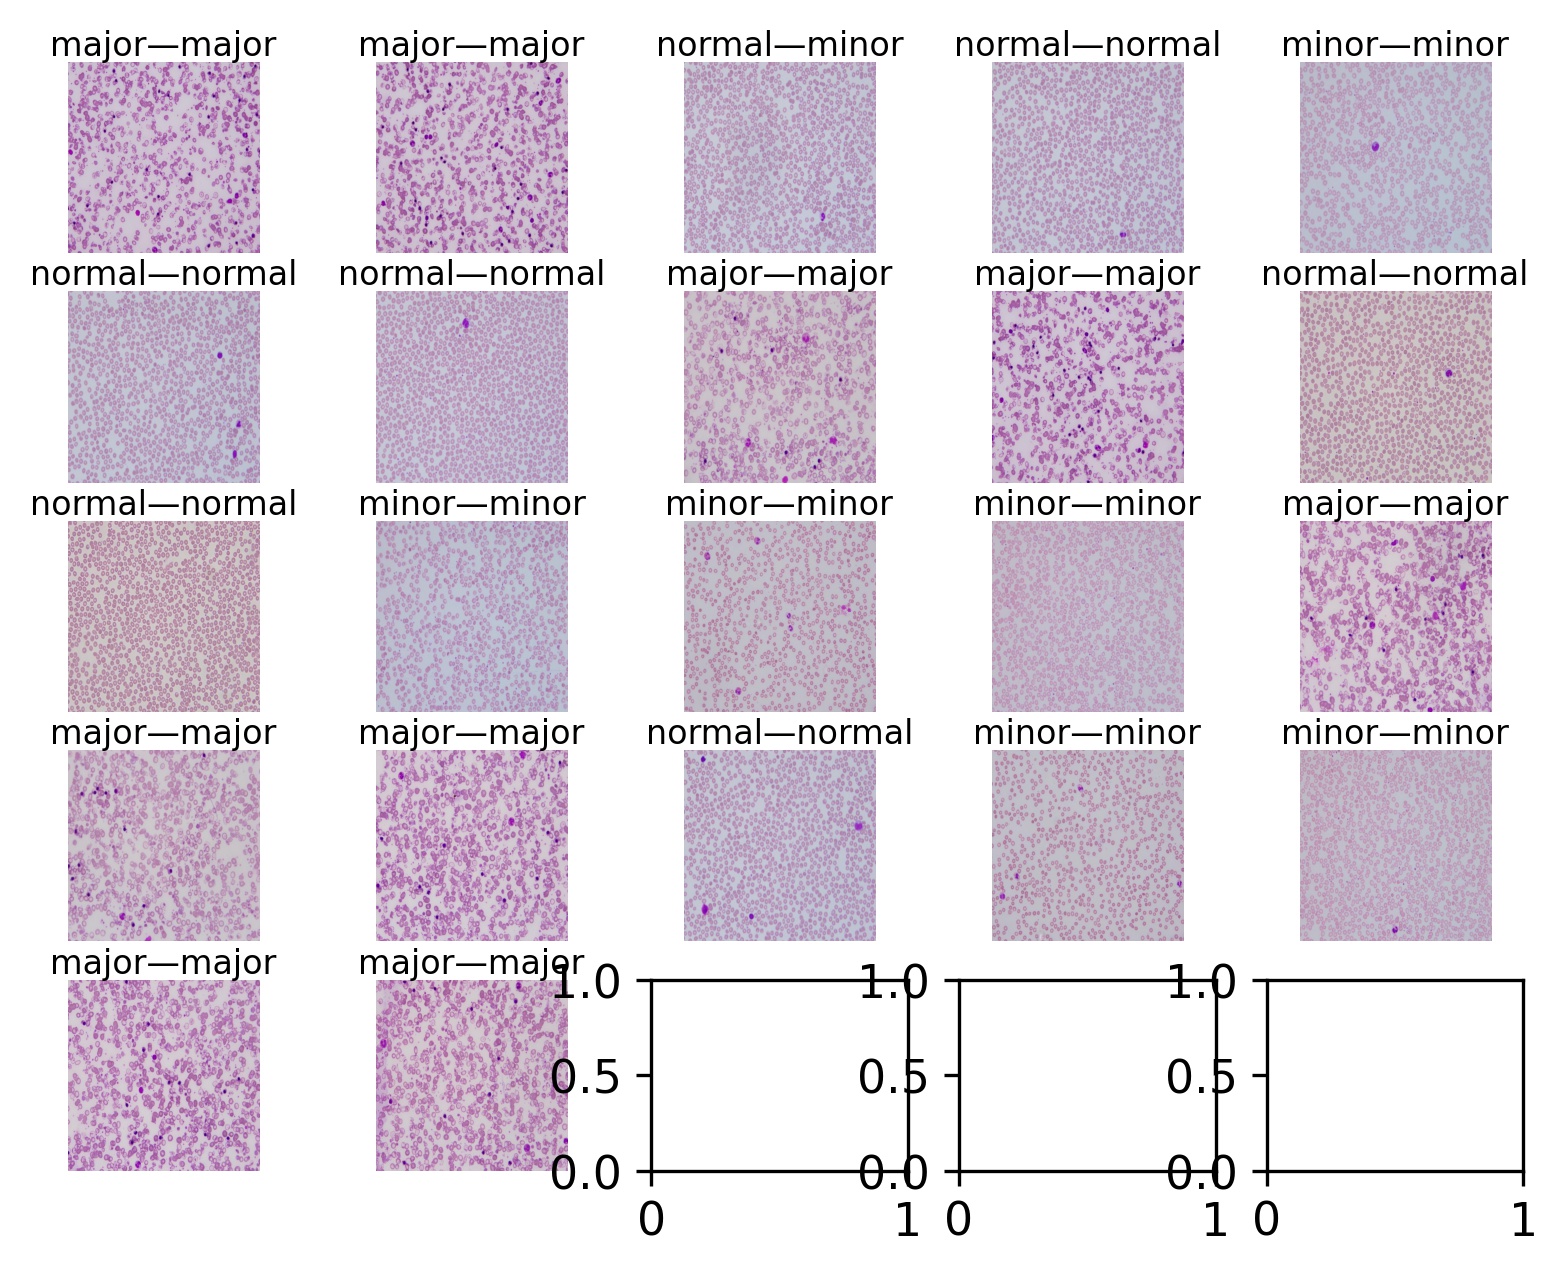 major—major major—major normal—minor normal—normal minor—minor
normal—normal normal—normal major—major major—major normal—normal
normal—normal minor—minor minor—minor minor—minor major—major
major—major major—major normal—normal minor—minor minor—minor
major—major major—major
1.0 1.0 1.0
0.5 0.5 0.5
0.0 0.0 0.0
0 1 0 1 0 1